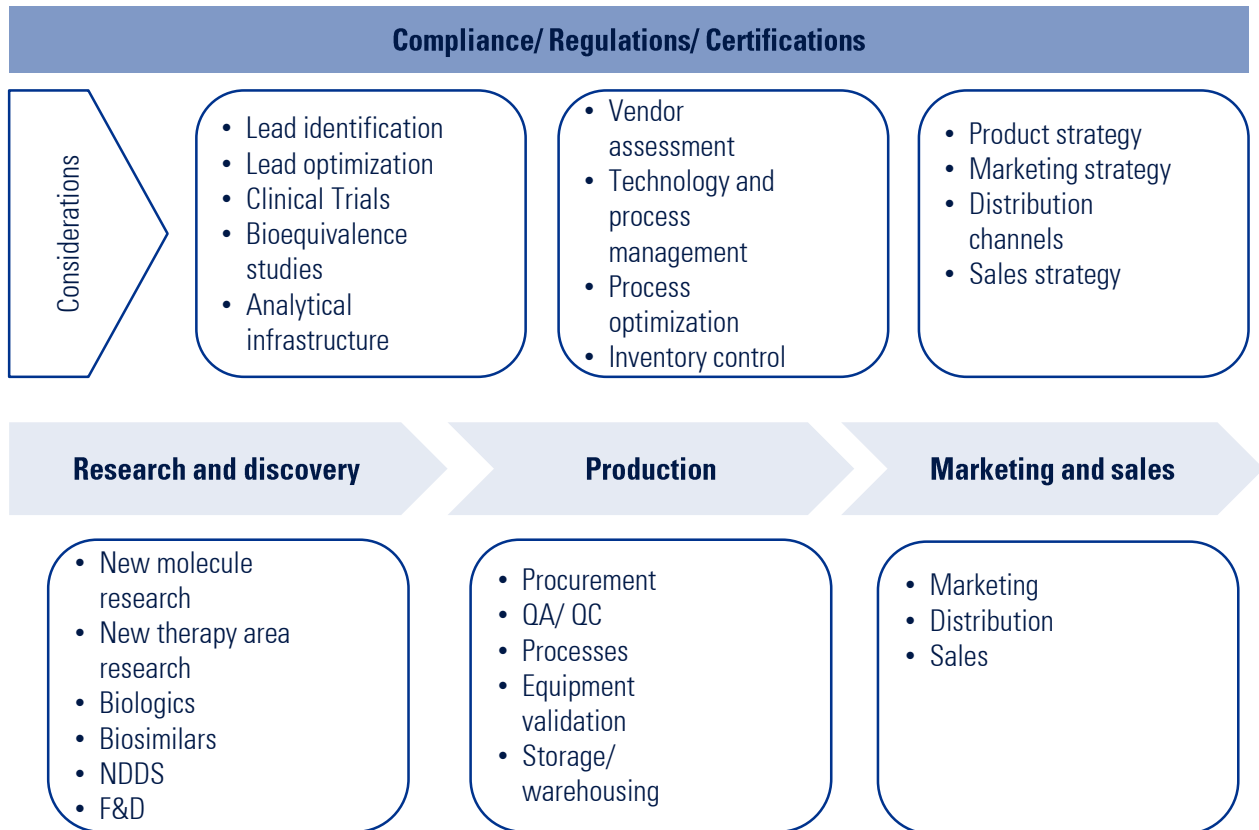 Compliance/ Regulations/ Certifications
Considerations
• Lead identification
• Lead optimization
• Clinical Trials
• Bioequivalence
studies
• Analytical
infrastructure
• Vendor
assessment
• Technology and
process
management
• Process
optimization
• Inventory control
• Product strategy
• Marketing strategy
• Distribution
channels
• Sales strategy
Research and discovery
Production
Marketing and sales
• New molecule
research
• New therapy area
research
• Biologics
• Biosimilars
• NDDS
• F&D
• Procurement
• QA/ QC
• Processes
• Equipment
validation
• Storage/
warehousing
• Marketing
• Distribution
• Sales